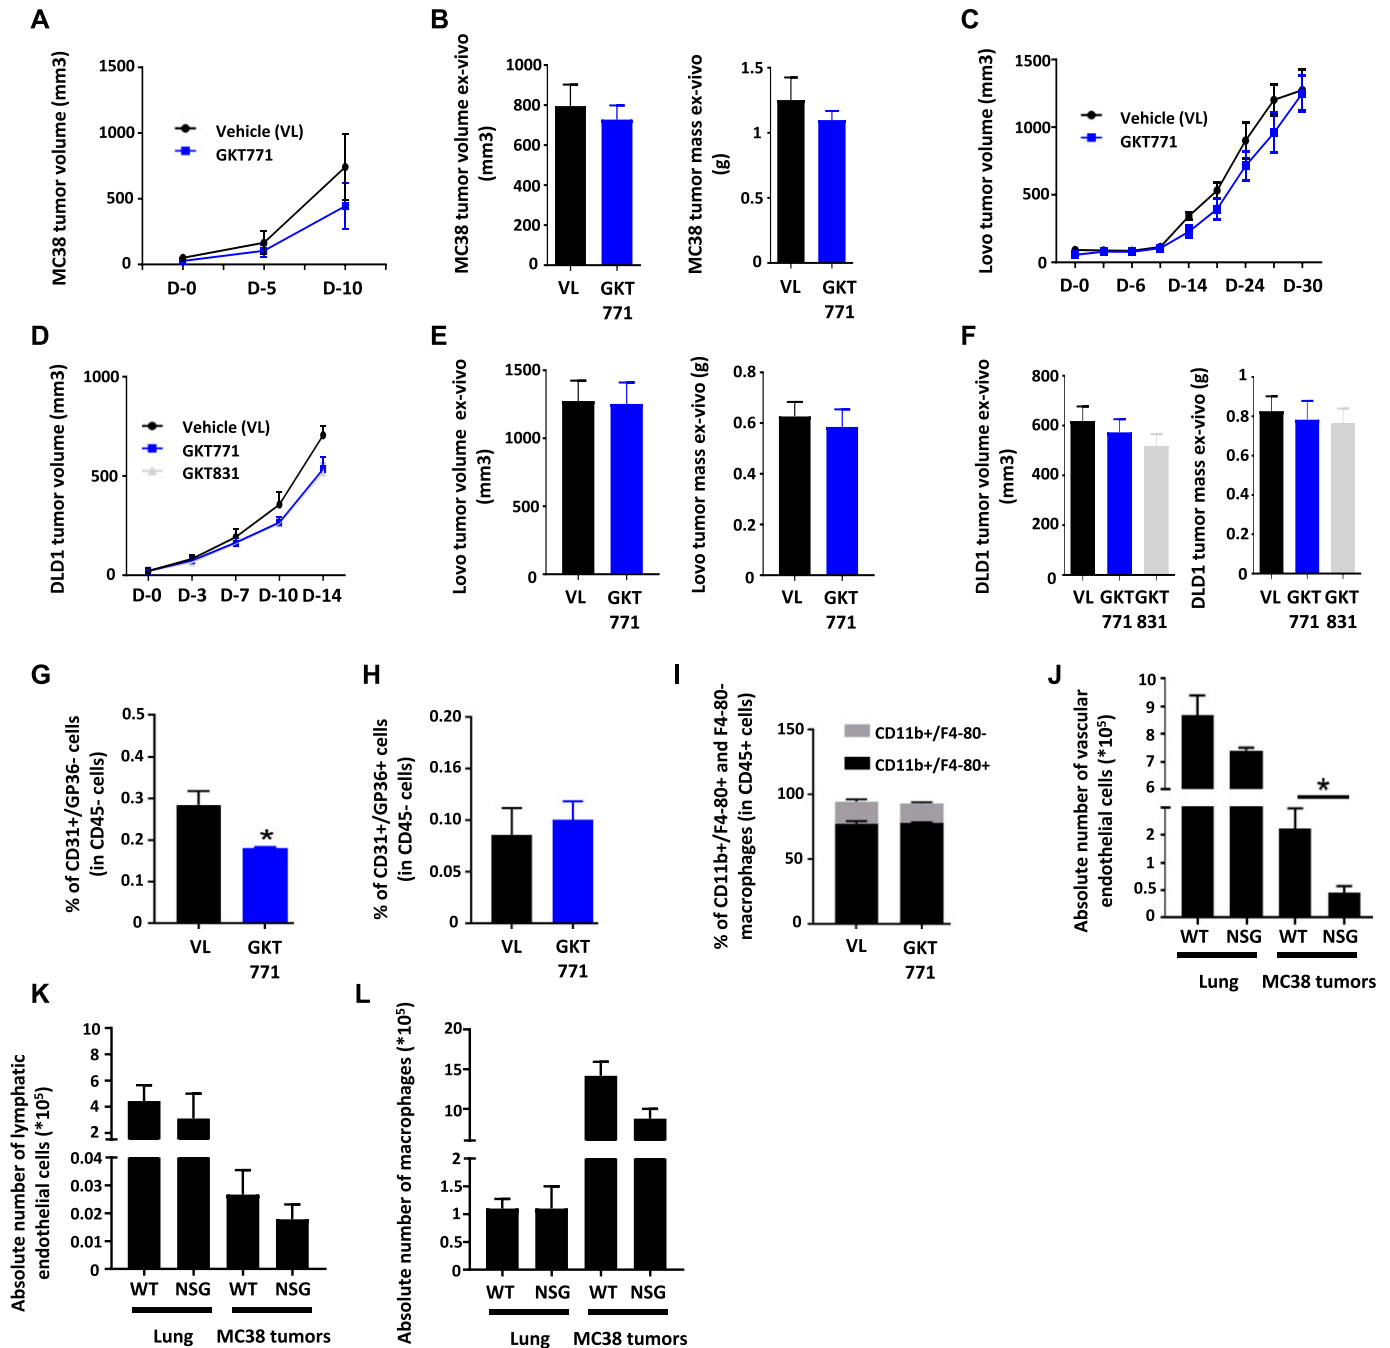 A
MC38 tumor volume (mm3)
1500
1000
500
0
Vehicle (VL)
GKT771
D-0 D-5 D-10
B
MC38 tumor volume ex-vivo
(mm3)
1000
800
600
400
200
0
VL GKT
771
MC38 tumor mass ex-vivo
(g)
1.5
1
0.5
0
VL GKT
771
C
Lovo tumor volume (mm3)
1500
1000
500
0
Vehicle (VL)
GKT771
D-0 D-6 D-14 D-24 D-30
D
DLD1 tumor volume (mm3)
1000
500
0
Vehicle (VL)
GKT771
GKT831
D-0 D-3 D-7 D-10 D-14
E
Lovo tumor volume ex-vivo
(mm3)
1500
1000
500
0
VL GKT
771
Lovo tumor mass ex-vivo (g)
0.8
0.6
0.4
0.2
0
VL GKT
771
F
DLD1 tumor volume ex-vivo
(mm3)
800
600
400
200
0
VL GKT GKT
771 831
DLD1 tumor mass ex-vivo (g)
1
0.8
0.6
0.4
0.2
0
VL GKT GKT
771 831
G
% of CD31+/GP36- cells
(in CD45- cells)
0.5
0.3
0.2
0.1
0
*
VL GKT
771
H
% of CD31+/GP36+ cells
(in CD45- cells)
0.20
0.16
0.10
0.05
0
VL GKT
771
I
% of CD11b+/F4-80+ and F4-80-
macrophages (in CD45+ cells)
150
100
50
0
CD11b+/F4-80-
CD11b+/F4-80+
VL GKT
771
J
Absolute number of vascular
endothelial cells (*10⁵)
10
8
7
6
2
1
0.5
0
*
WT NSG WT NSG
Lung MC38 tumors
K
Absolute number of lymphatic
endothelial cells (*10⁵)
10
8
6
4
2
0.04
0.03
0.02
0.01
0
WT NSG WT NSG
Lung MC38 tumors
L
Absolute number of macrophages (*10⁵)
20
15
10
2
1.5
1
0.5
0
WT NSG WT NSG
Lung MC38 tumors